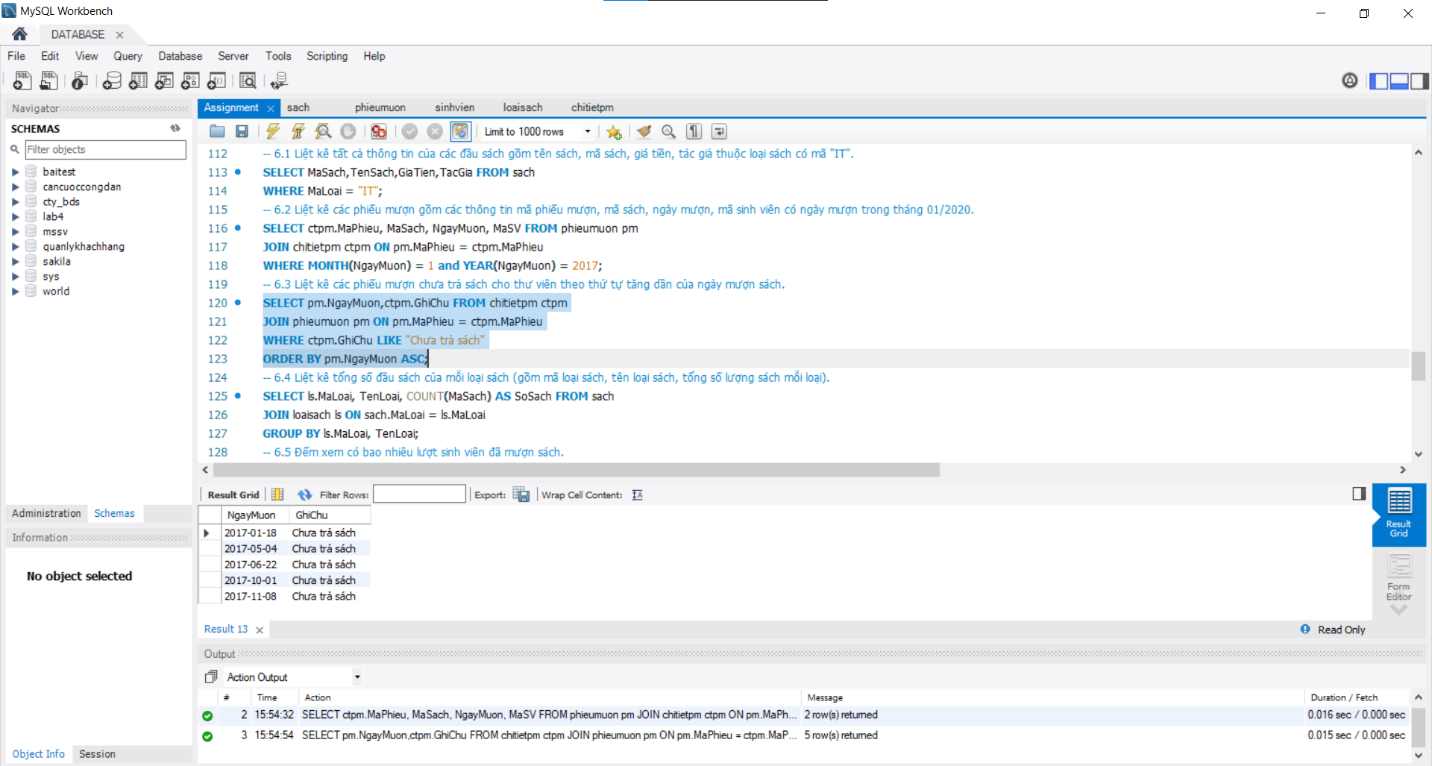 MySQL Workbench
DATABASE
File Edit View Query Database Server Tools Scripting Help
Navigator
SCHEMAS
Filter objects
baitest
cancuoccongdan
cty_bds
lab4
mssv
quanlykhachhang
sakila
sys
world
Administration Schemas
Information
No object selected
Object Info Session
Assignment sach phieumuon sinhvien loaisach chitietpm
Limit to 1000 rows
112 -- 6.1 Liệt kê tất cả thông tin của các đầu sách gồm tên sách, mã sách, giá tiền, tác giả thuộc loại sách có mã "IT".
113 SELECT MaSach,TenSach,GiaTien,TacGia FROM sach
114 WHERE MaLoai = "IT";
115 -- 6.2 Liệt kê các phiếu mượn gồm các thông tin mã phiếu mượn, mã sách, ngày mượn, mã sinh viên có ngày mượn trong tháng 01/2020.
116 SELECT ctpm.MaPhieu, MaSach, NgayMuon, MaSV FROM phieumuon pm
117 JOIN chitietpm ctpm ON pm.MaPhieu = ctpm.MaPhieu
118 WHERE MONTH(NgayMuon) = 1 and YEAR(NgayMuon) = 2017;
119 -- 6.3 Liệt kê các phiếu mượn chưa trả sách cho thư viên theo thứ tự tăng dần của ngày mượn sách.
120 SELECT pm.NgayMuon,ctpm.GhiChu FROM chitietpm ctpm
121 JOIN phieumuon pm ON pm.MaPhieu = ctpm.MaPhieu
122 WHERE ctpm.GhiChu LIKE "Chưa trả sách"
123 ORDER BY pm.NgayMuon ASC;
124 -- 6.4 Liệt kê tổng số đầu sách của mỗi loại sách (gồm mã loại sách, tên loại sách, tổng số lượng sách mỗi loại).
125 SELECT ls.MaLoai, TenLoai, COUNT(MaSach) AS SoSach FROM sach
126 JOIN loaisach ls ON sach.MaLoai = ls.MaLoai
127 GROUP BY ls.MaLoai, TenLoai;
128 -- 6.5 Đếm xem có bao nhiêu lượt sinh viên đã mượn sách.
Result Grid Filter Rows: Export: Wrap Cell Content:
NgayMuon GhiChu
2017-01-18 Chưa trả sách
2017-05-04 Chưa trả sách
2017-06-22 Chưa trả sách
2017-10-01 Chưa trả sách
2017-11-08 Chưa trả sách
Result Grid
Form Editor
Result 13
Read Only
Output
Action Output
# Time Action Message Duration / Fetch
2 15:54:32 SELECT ctpm.MaPhieu, MaSach, NgayMuon, MaSV FROM phieumuon pm JOIN chitietpm ctpm ON pm.MaPh... 2 row(s) returned 0.016 sec / 0.000 sec
3 15:54:54 SELECT pm.NgayMuon,ctpm.GhiChu FROM chitietpm ctpm JOIN phieumuon pm ON pm.MaPhieu = ctpm.MaP... 5 row(s) returned 0.015 sec / 0.000 sec